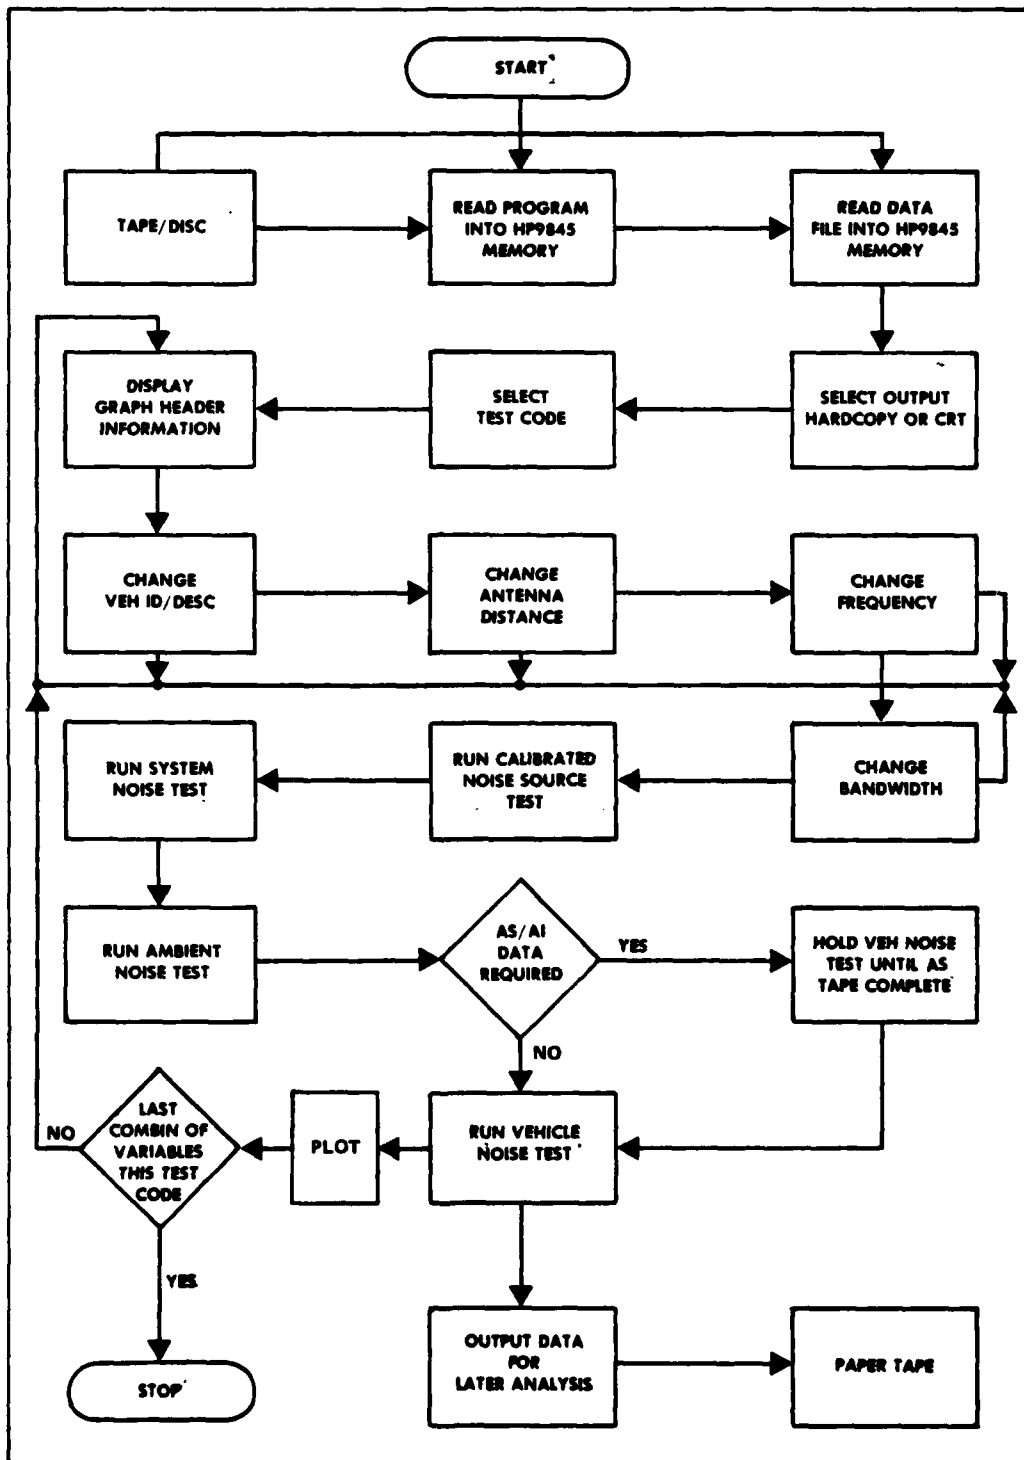 START
TAPE/DISC
READ PROGRAM
INTO HP9845
MEMORY
READ DATA
FILE INTO HP9845
MEMORY
DISPLAY
GRAPH HEADER
INFORMATION
SELECT
TEST CODE
SELECT OUTPUT
HARDCOPY OR CRT
CHANGE
VEH ID/DESC
CHANGE
ANTENNA
DISTANCE
CHANGE
FREQUENCY
RUN SYSTEM
NOISE TEST
RUN CALIBRATED
NOISE SOURCE
TEST
CHANGE
BANDWIDTH
RUN AMBIENT
NOISE TEST
AS/AI
DATA
REQUIRED
YES
HOLD VEH NOISE
TEST UNTIL AS
TAPE COMPLETE
NO
NO
LAST
COMBIN OF
VARIABLES
THIS TEST
CODE
PLOT
RUN VEHICLE
NOISE TEST
YES
STOP
OUTPUT DATA
FOR
LATER ANALYSIS
PAPER TAPE